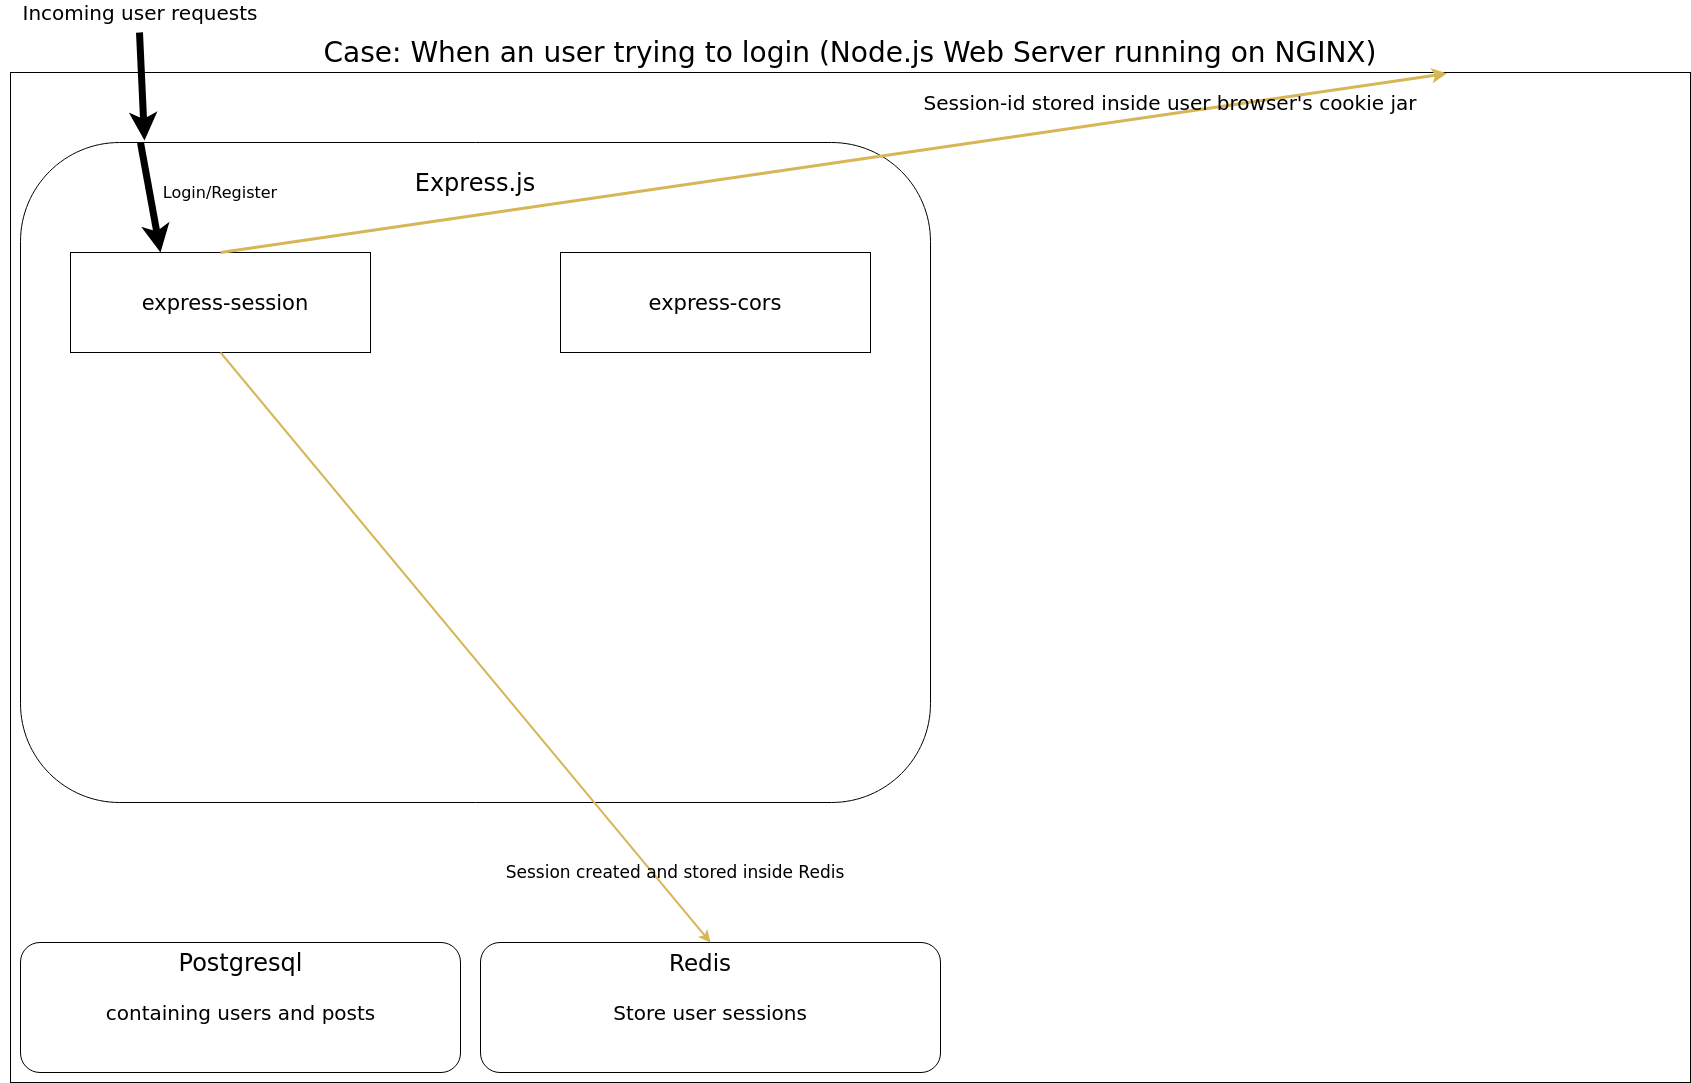 Incoming user requests
Case: When an user trying to login (Node.js Web Server running on NGINX)
Session-id stored inside user browser's cookie jar
Express.js
Login/Register
express-session
express-cors
Session created and stored inside Redis
Postgresql
containing users and posts
Redis
Store user sessions